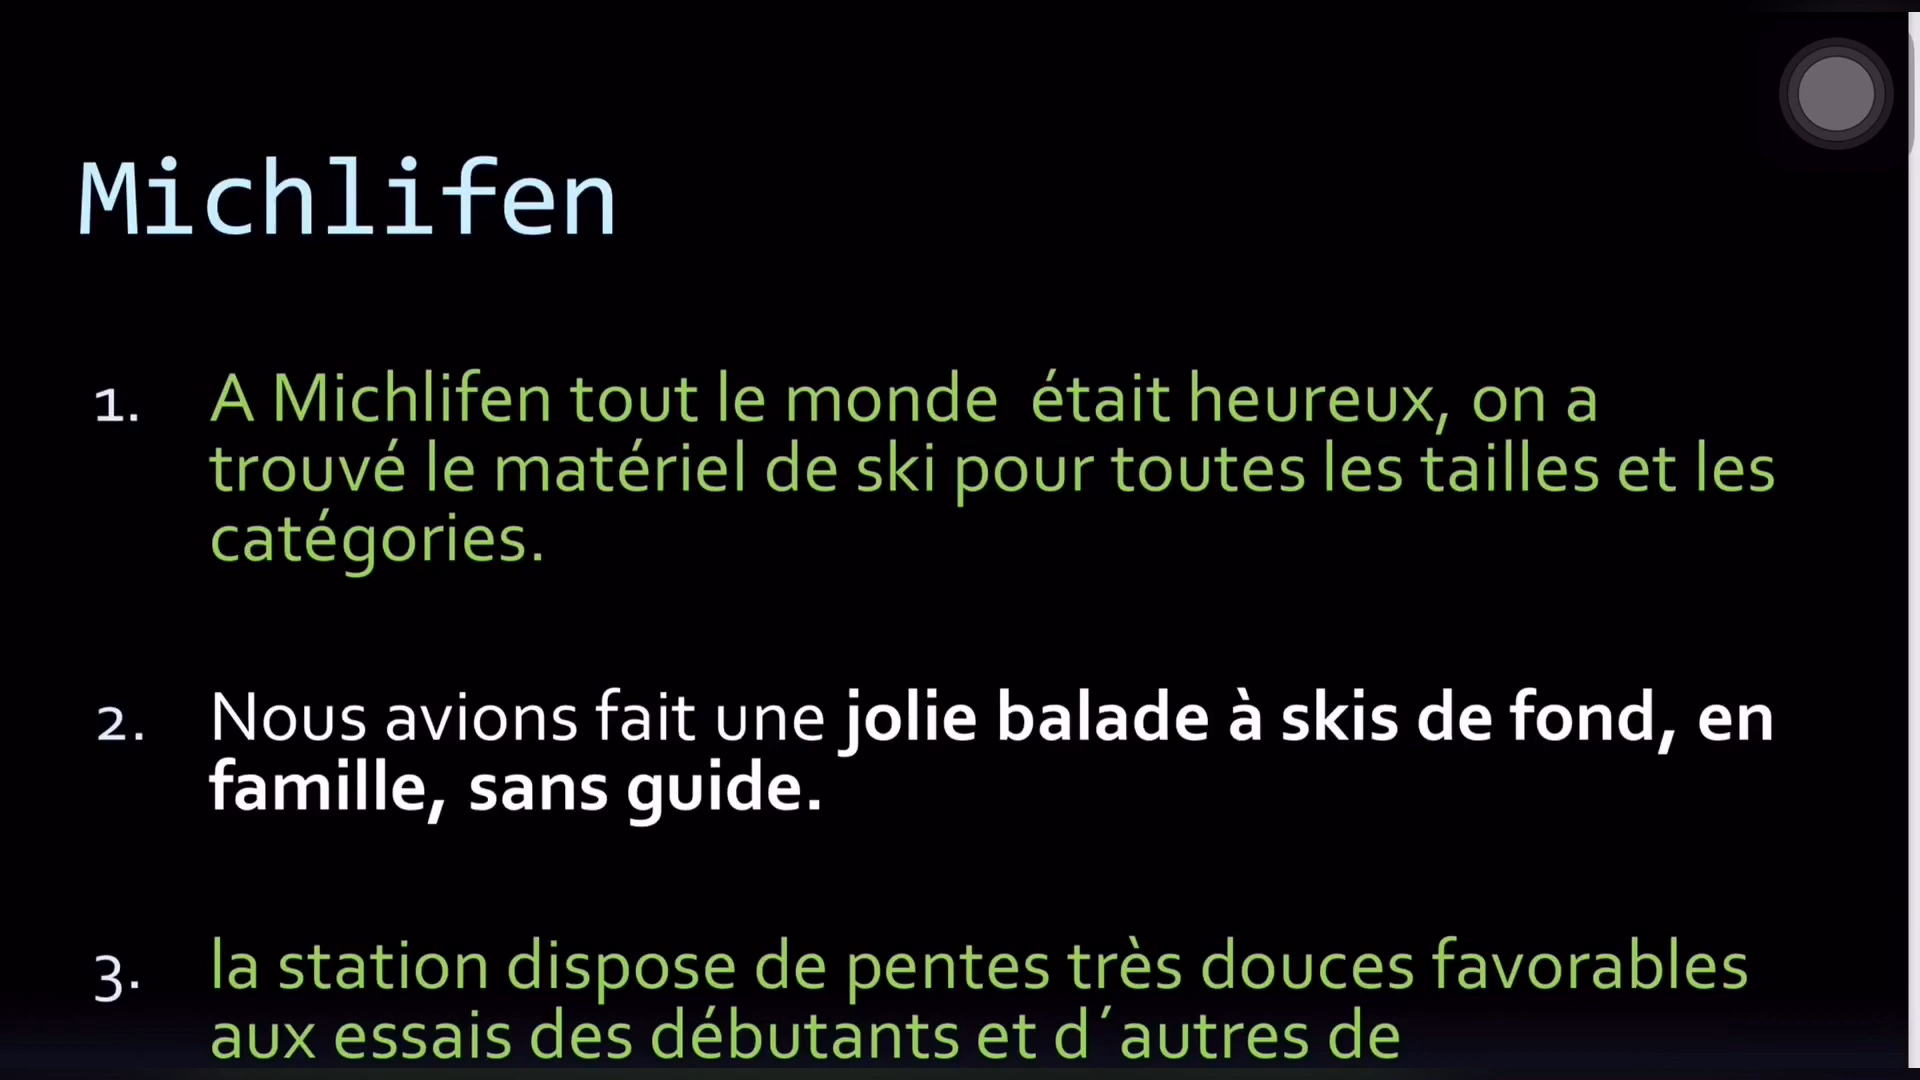 Michlifen
1. A Michlifen tout le monde était heureux, on a
trouvé le matériel de ski pour toutes les tailles et les
catégories.
2. Nous avions fait une jolie balade à skis de fond, en
famille, sans guide.
3. la station dispose de pentes très douces favorables
aux essais des débutants et d´autres de